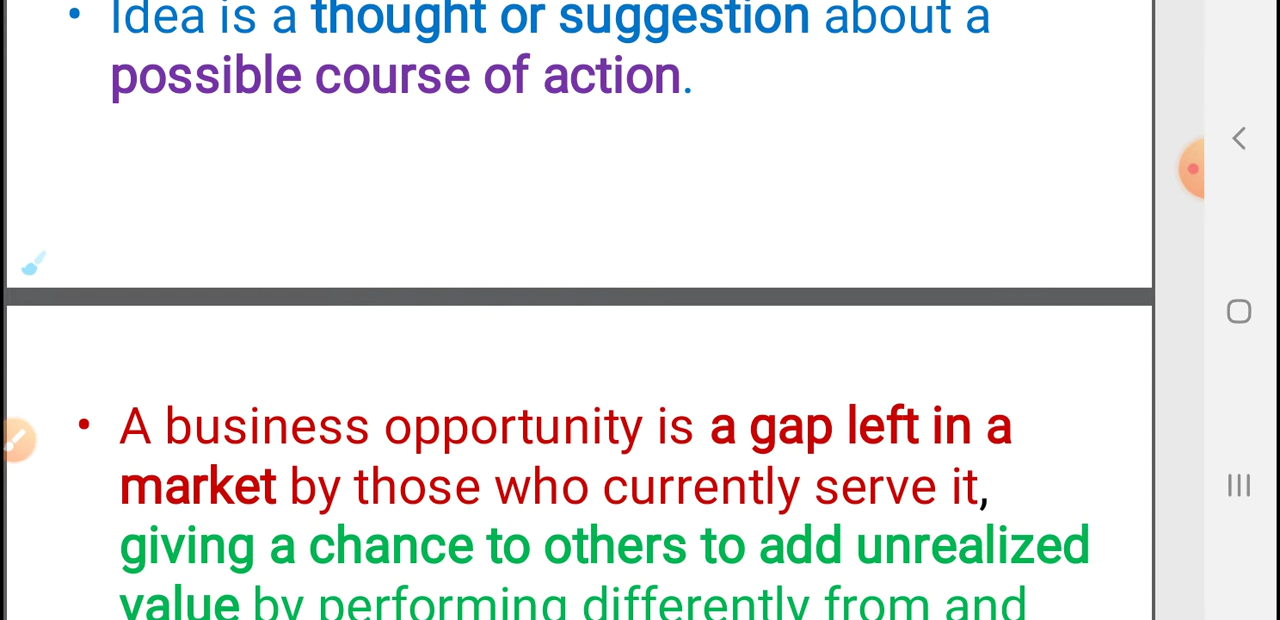 • Idea is a thought or suggestion about a
possible course of action.
• A business opportunity is a gap left in a
market by those who currently serve it,
giving a chance to others to add unrealized
value by performing differently from and